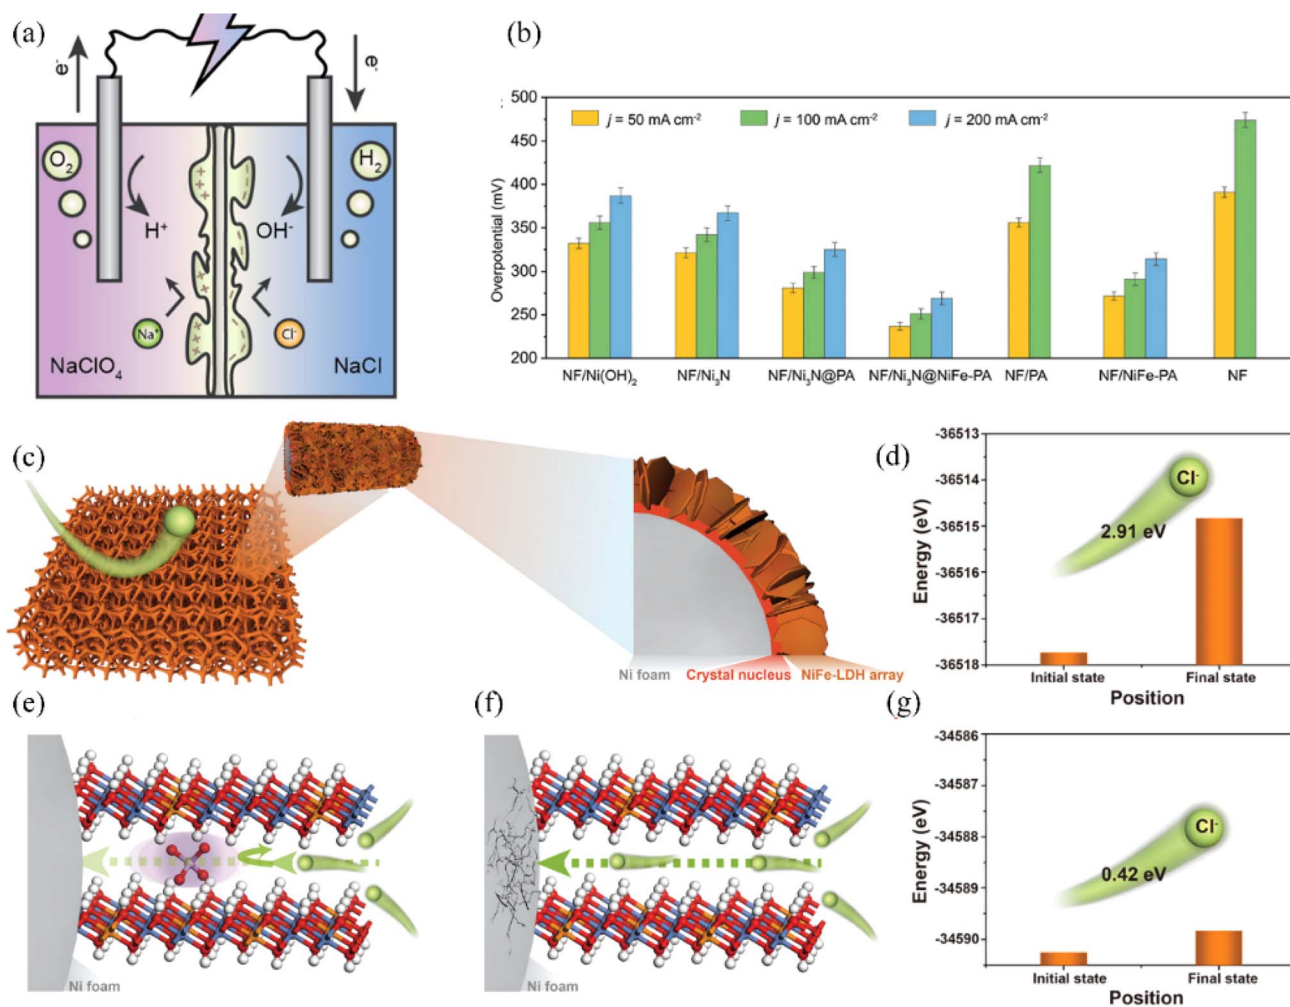 (a)
e⁻
e⁻
O₂
H₂
H⁺
OH⁻
Na⁺
Cl⁻
NaClO₄
NaCl
(b)
j = 50 mA cm⁻²
j = 100 mA cm⁻²
j = 200 mA cm⁻²
Overpotential (mV)
500
450
400
350
300
250
200
NF/Ni(OH)₂
NF/Ni₃N
NF/Ni₃N@PA
NF/Ni₃N@NiFe-PA
NF/PA
NF/NiFe-PA
NF
(c)
Ni foam
Crystal nucleus
NiFe-LDH array
(d)
Energy (eV)
-36513
-36514
-36515
-36516
-36517
-36518
Cl⁻
2.91 eV
Initial state
Final state
Position
(e)
Ni foam
(f)
Ni foam
(g)
Energy (eV)
-34586
-34587
-34588
-34589
-34590
Cl⁻
0.42 eV
Initial state
Final state
Position